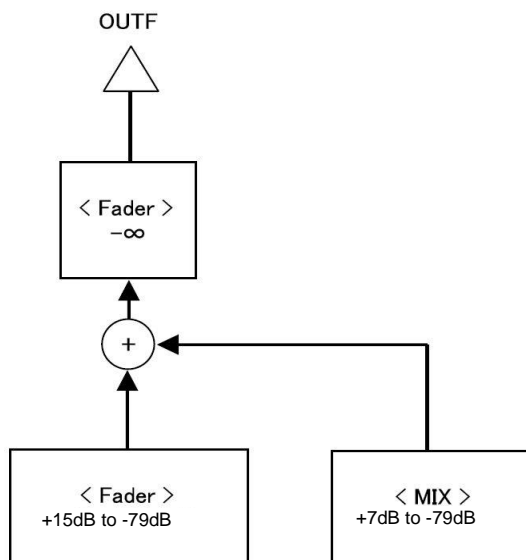 OUTF
< Fader >
-∞
+
< Fader >
+15dB to -79dB
< MIX >
+7dB to -79dB